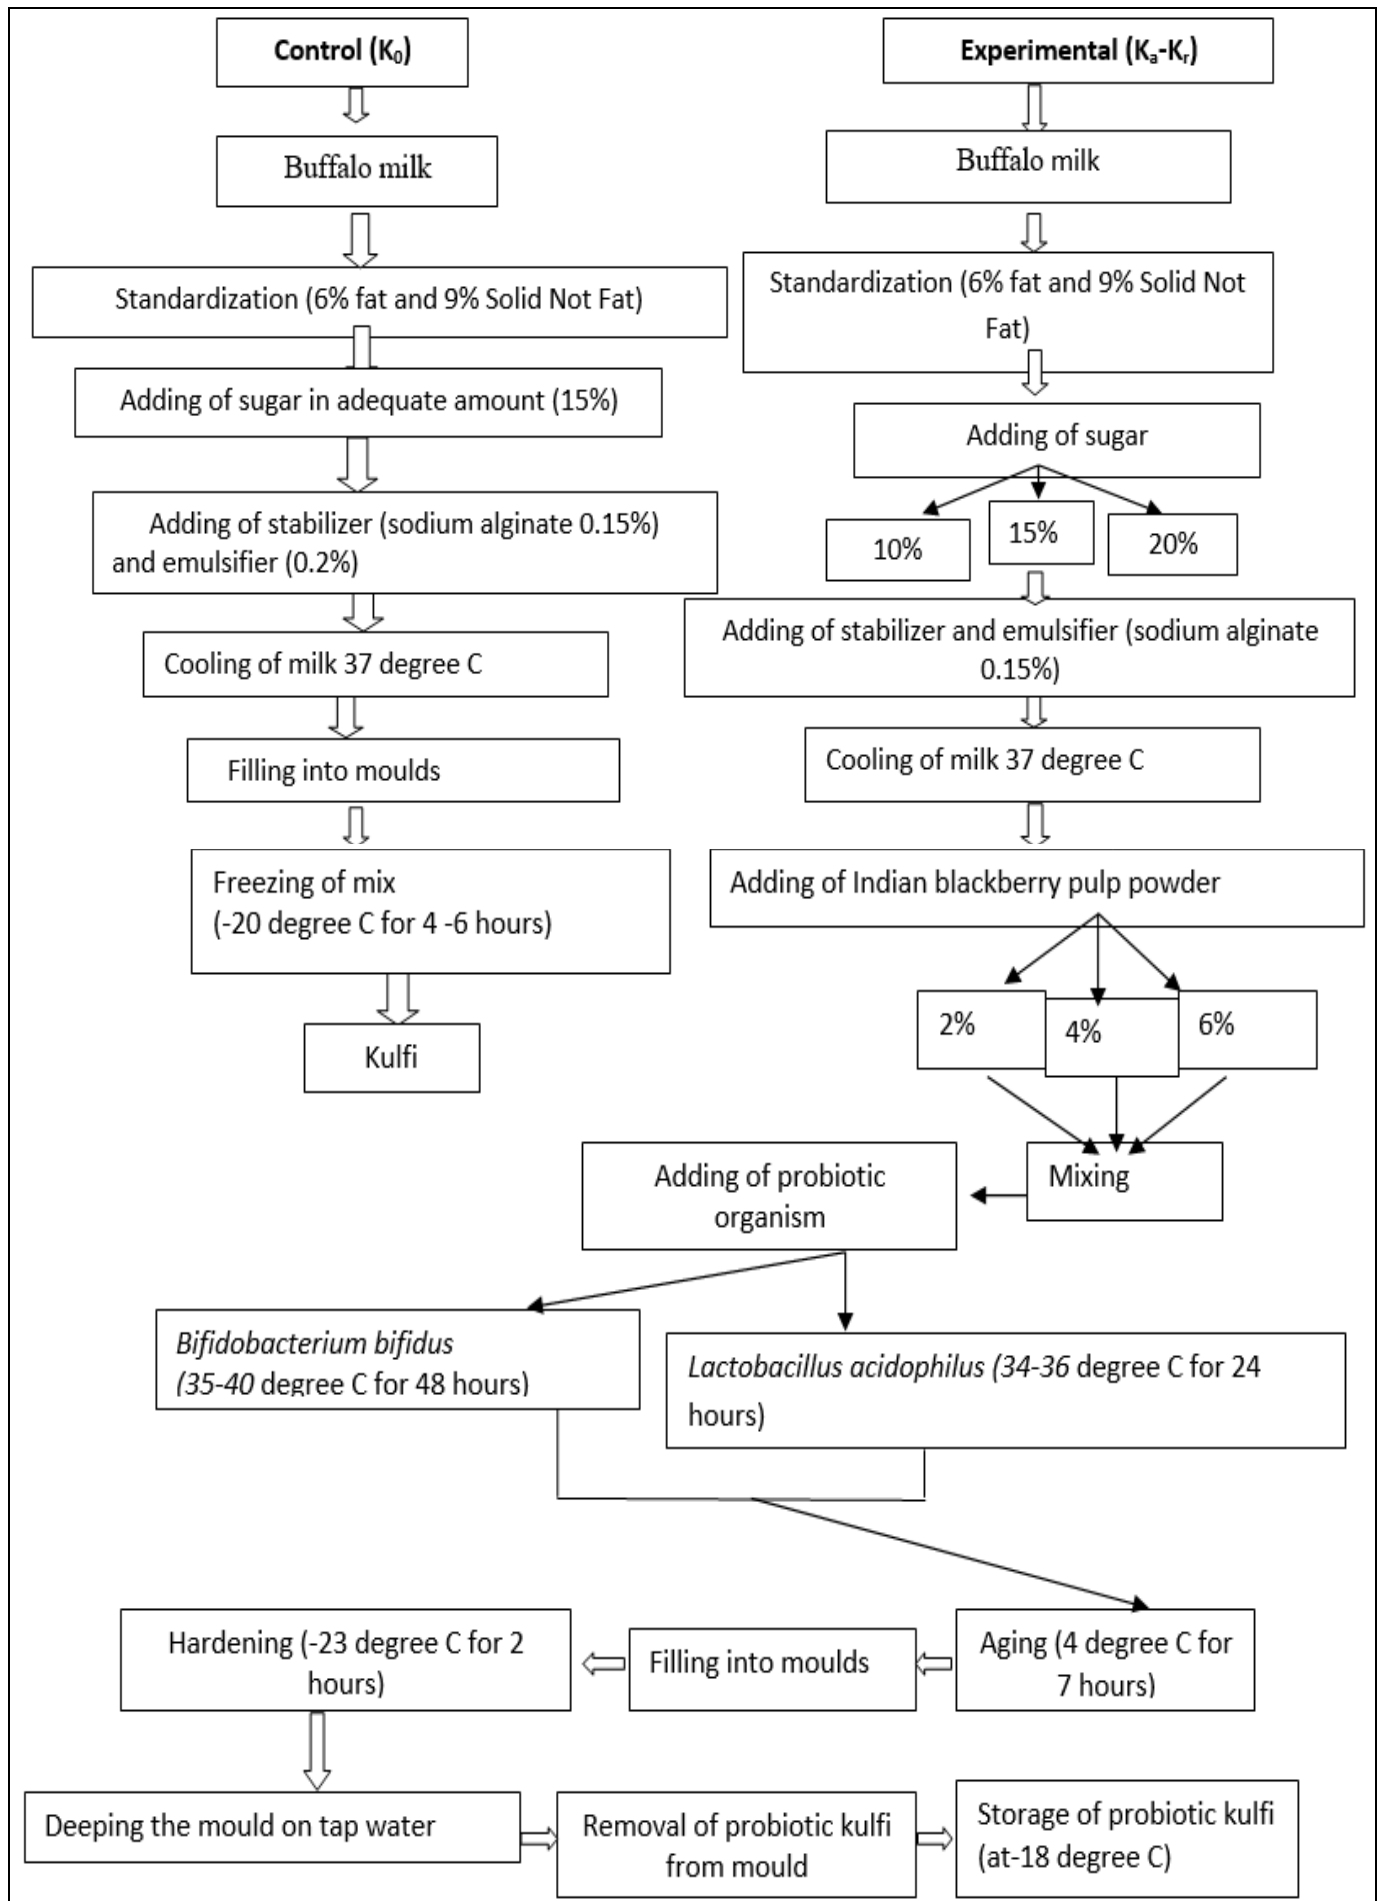 Control (K₀)
Buffalo milk
Standardization (6% fat and 9% Solid Not Fat)
Adding of sugar in adequate amount (15%)
Adding of stabilizer (sodium alginate 0.15%)
and emulsifier (0.2%)
Cooling of milk 37 degree C
Filling into moulds
Freezing of mix
(-20 degree C for 4 -6 hours)
Kulfi
Experimental (Kₐ-Kᵣ)
Buffalo milk
Standardization (6% fat and 9% Solid Not
Fat)
Adding of sugar
10%
15%
20%
Adding of stabilizer and emulsifier (sodium alginate
0.15%)
Cooling of milk 37 degree C
Adding of Indian blackberry pulp powder
2%
4%
6%
Mixing
Adding of probiotic
organism
Bifidobacterium bifidus
(35-40 degree C for 48 hours)
Lactobacillus acidophilus (34-36 degree C for 24
hours)
Aging (4 degree C for
7 hours)
Filling into moulds
Hardening (-23 degree C for 2
hours)
Deeping the mould on tap water
Removal of probiotic kulfi
from mould
Storage of probiotic kulfi
(at-18 degree C)